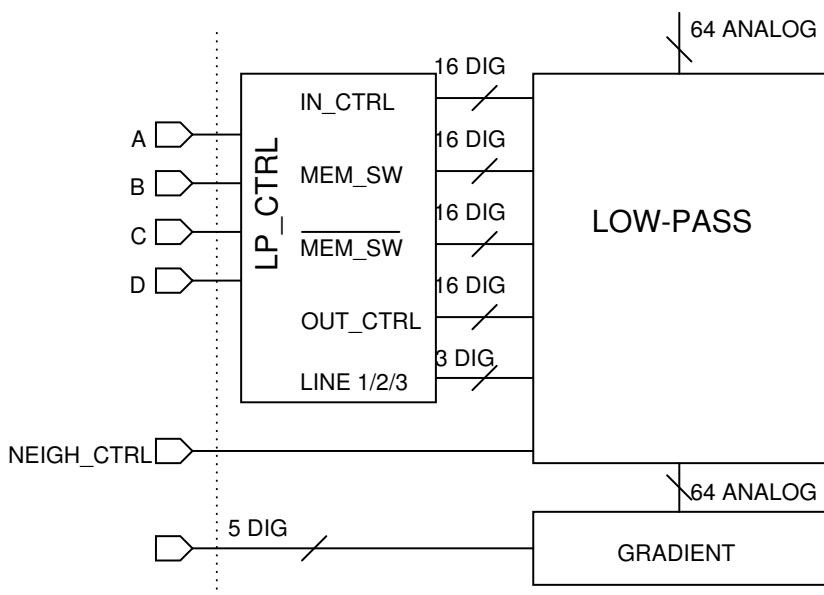 64 ANALOG
16 DIG
IN_CTRL
A
16 DIG
LP_CTRL
MEM_SW
B
LOW-PASS
16 DIG
C
MEM_SW
D
16 DIG
OUT_CTRL
3 DIG
LINE 1/2/3
NEIGH_CTRL
64 ANALOG
5 DIG
GRADIENT